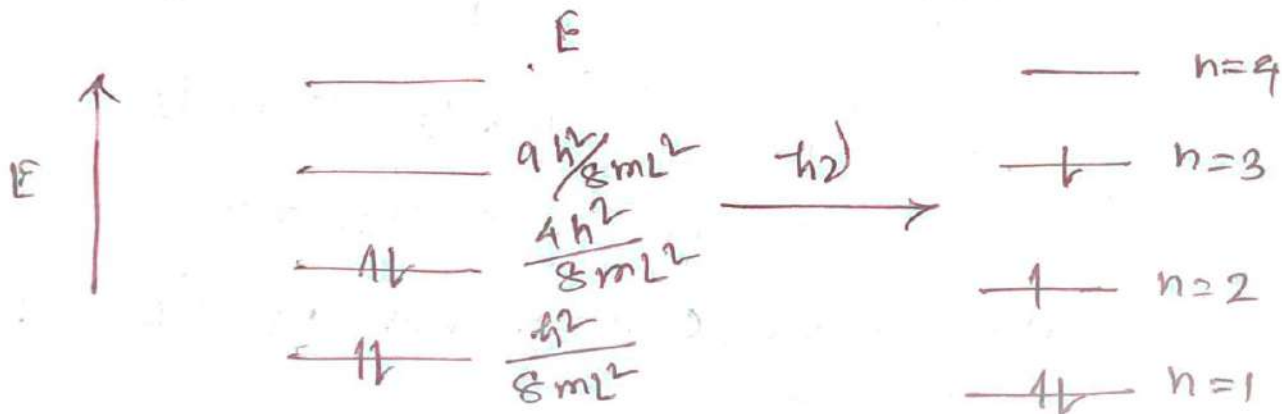 E
n=4
E
9h²/8mL²
hν
n=3
4h²/8mL²
n=2
h²/8mL²
n=1